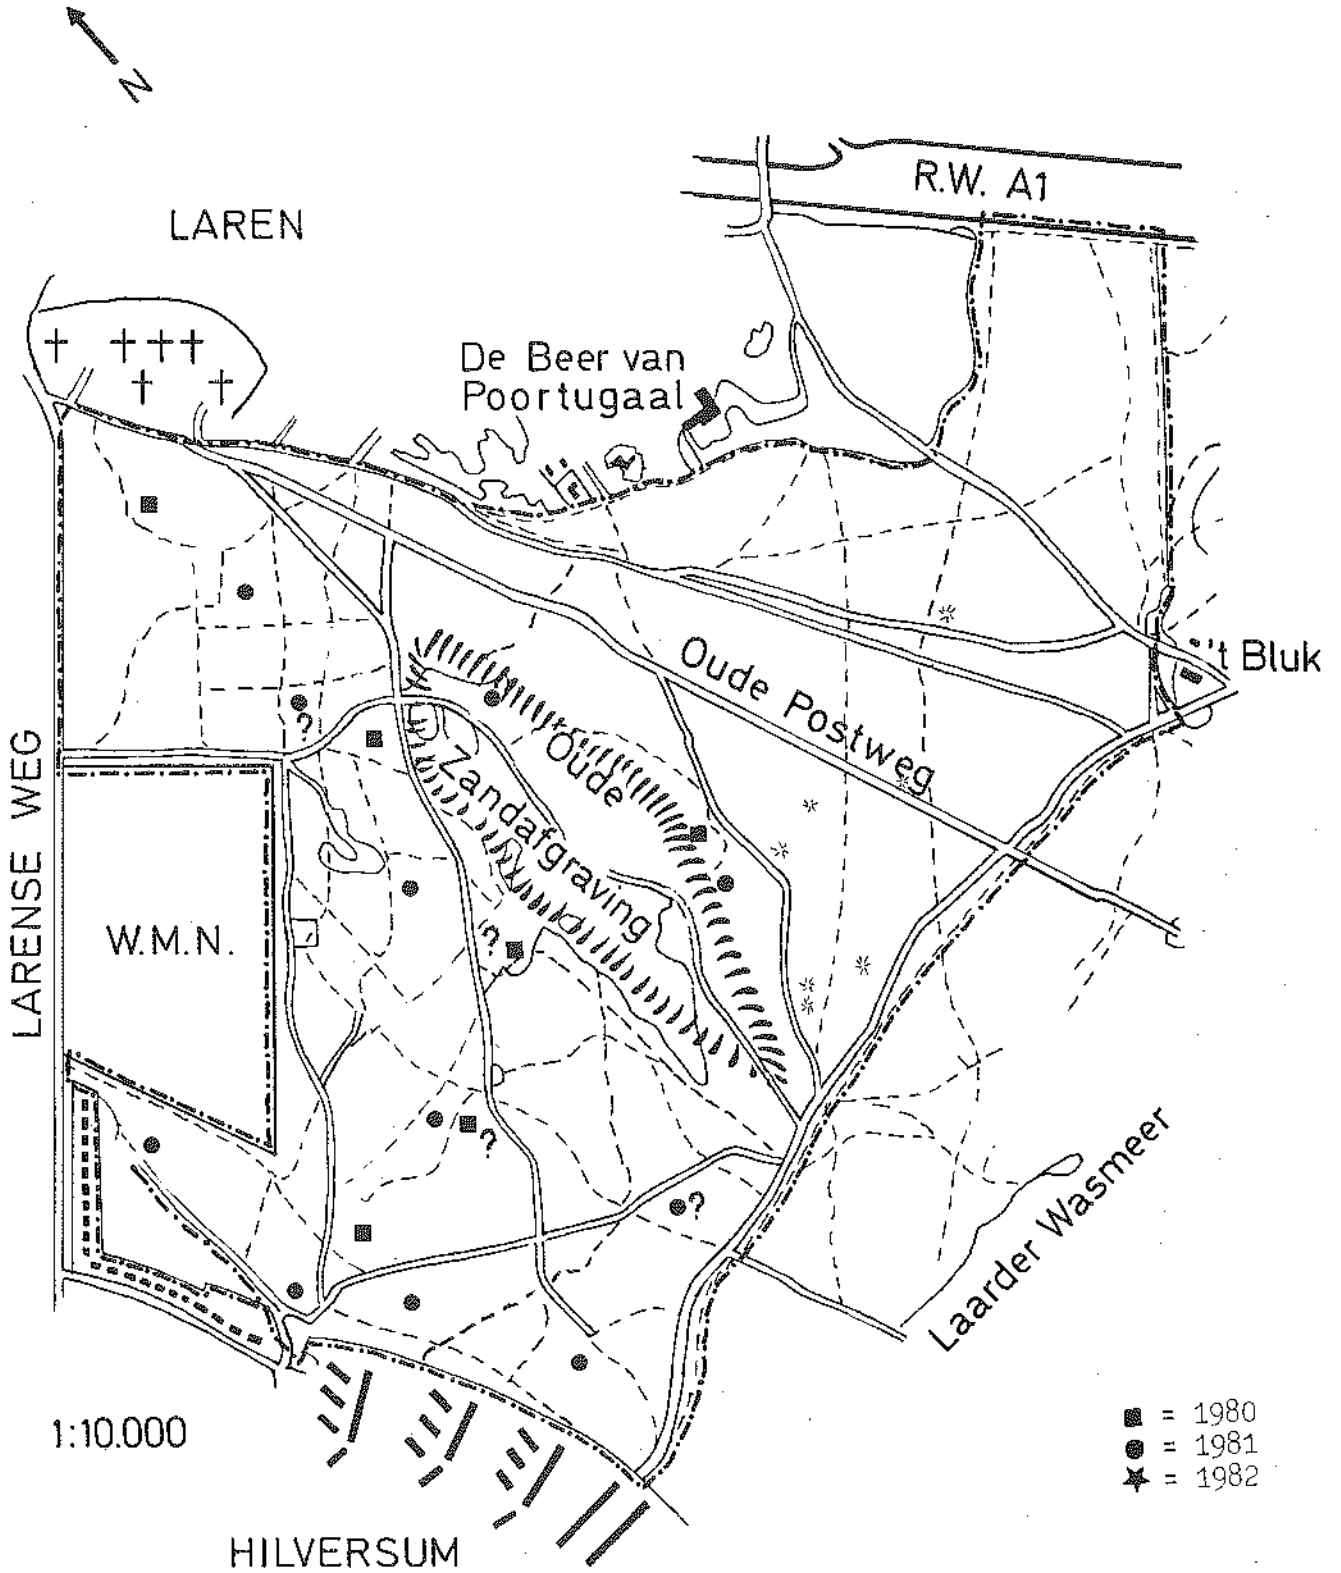 N
LAREN
R.W. A1
De Beer van
Poortugaal
't Bluk
Oude Postweg
Oude
Zandafgraving
?
LARENSE WEG
W.M.N.
?
?
?
Laarder Wasmeer
1:10.000
■ = 1980
● = 1981
★ = 1982
HILVERSUM